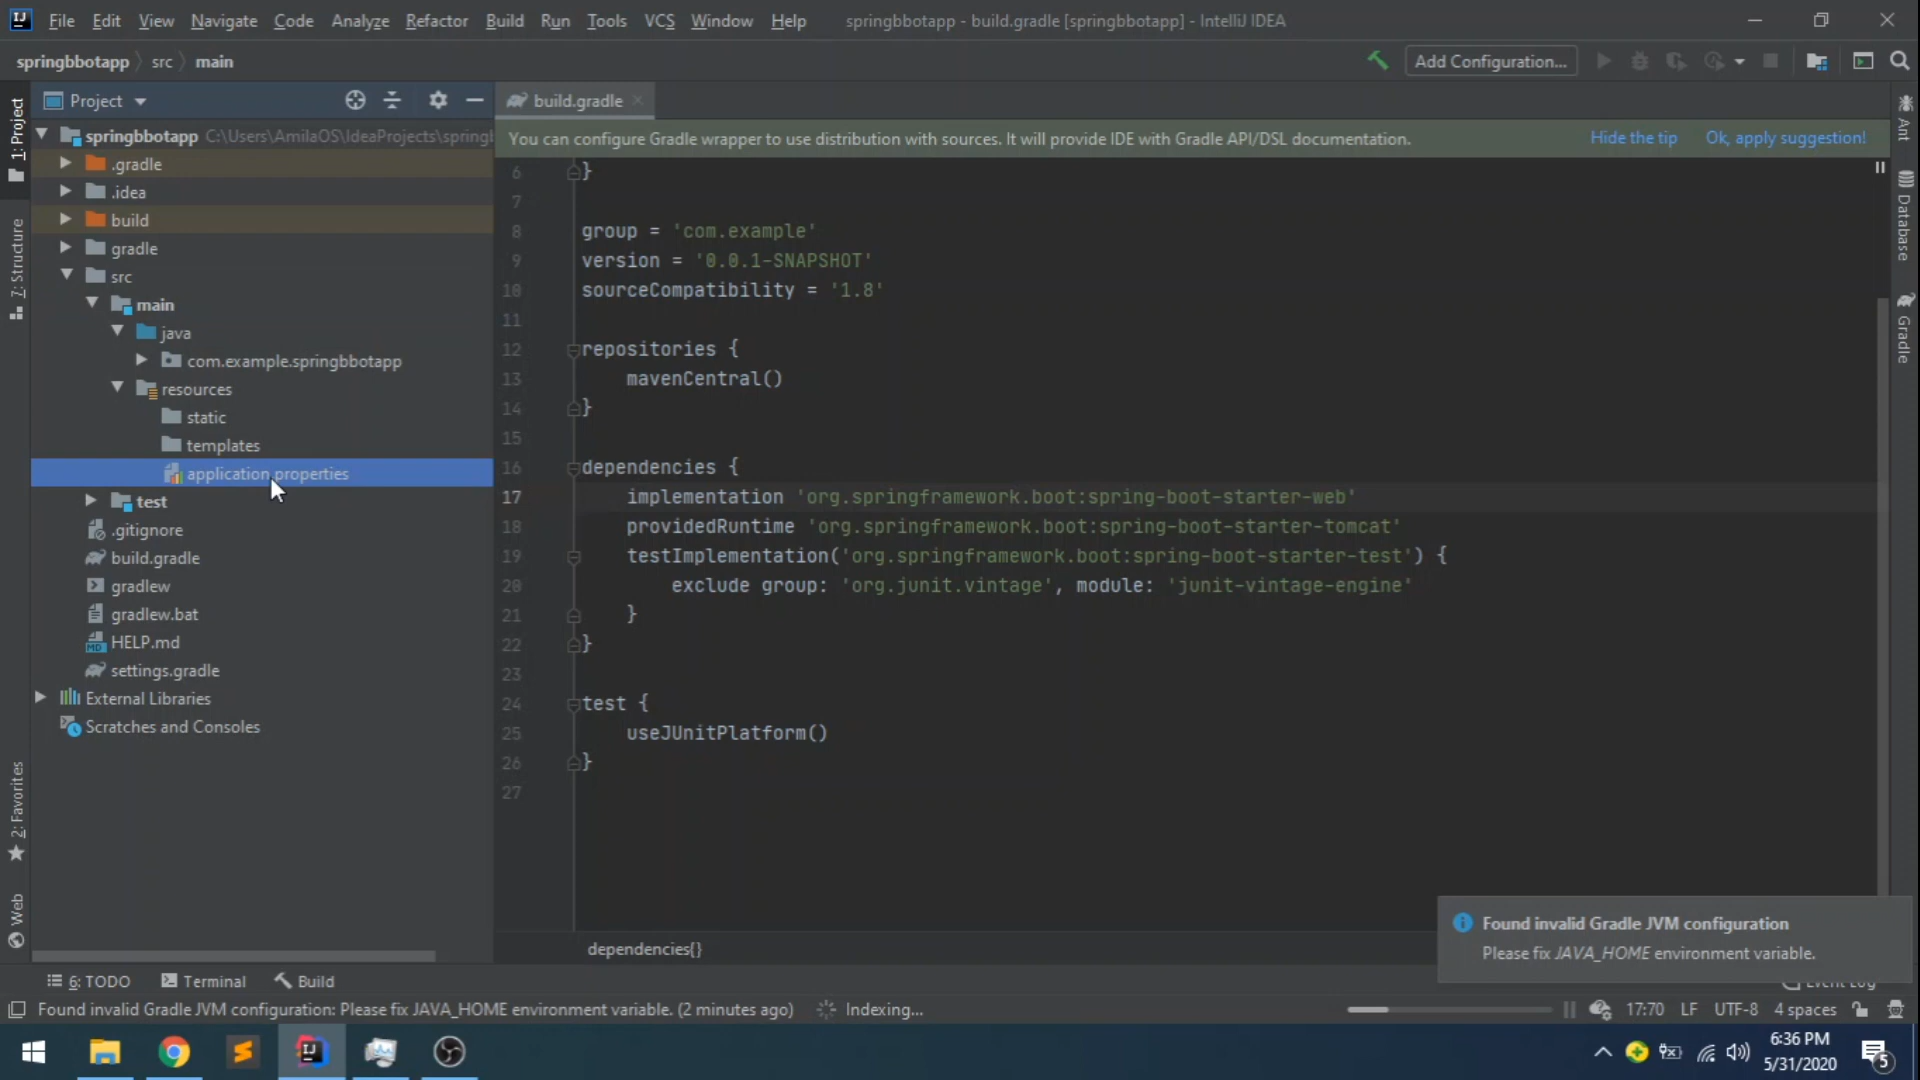 File Edit View Navigate Code Analyze Refactor Build Run Tools VCS Window Help springbbotapp - build.gradle [springbbotapp] - IntelliJ IDEA
springbbotapp src main
Add Configuration...
Project
build.gradle
1: Project
7: Structure
2: Favorites
Web
springbbotapp C:\Users\AmilaOS\IdeaProjects\springb
.gradle
.idea
build
gradle
src
main
java
com.example.springbbotapp
resources
static
templates
application.properties
test
.gitignore
build.gradle
gradlew
gradlew.bat
HELP.md
settings.gradle
External Libraries
Scratches and Consoles
You can configure Gradle wrapper to use distribution with sources. It will provide IDE with Gradle API/DSL documentation. Hide the tip Ok, apply suggestion!
6 }
7
8 group = 'com.example'
9 version = '0.0.1-SNAPSHOT'
10 sourceCompatibility = '1.8'
11
12 repositories {
13 mavenCentral()
14 }
15
16 dependencies {
17 implementation 'org.springframework.boot:spring-boot-starter-web'
18 providedRuntime 'org.springframework.boot:spring-boot-starter-tomcat'
19 testImplementation('org.springframework.boot:spring-boot-starter-test') {
20 exclude group: 'org.junit.vintage', module: 'junit-vintage-engine'
21 }
22 }
23
24 test {
25 useJUnitPlatform()
26 }
27
dependencies{}
Ant
Database
Gradle
Found invalid Gradle JVM configuration
Please fix JAVA_HOME environment variable.
6: TODO Terminal Build Event Log
Found invalid Gradle JVM configuration: Please fix JAVA_HOME environment variable. (2 minutes ago) Indexing... 17:70 LF UTF-8 4 spaces
6:36 PM
5/31/2020
5